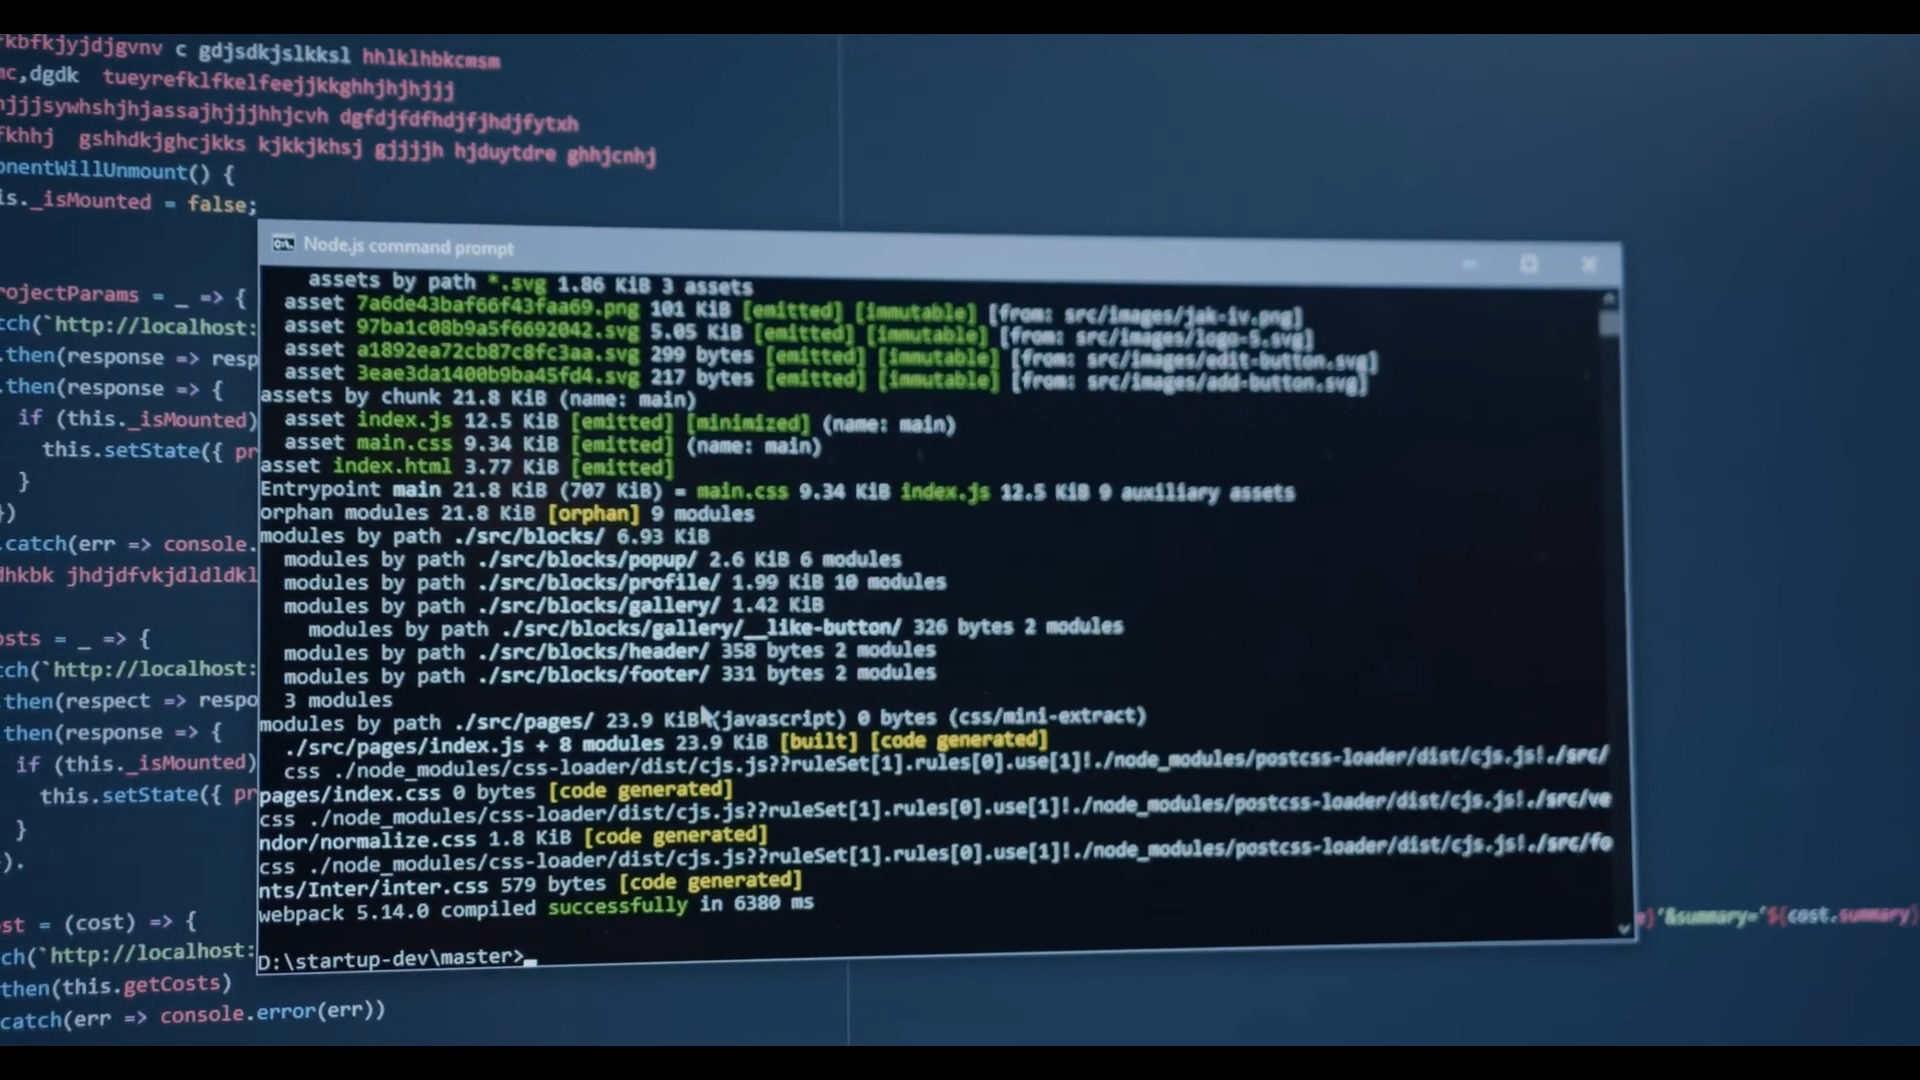 rkbfkjyjdjgvnv c gdjsdkjslkksl hhlklhbkcmsm
mc,dgdk tueyrefklfkelfeejjkkghhjhjhjjj
hjjjsywhshjhjassajhjjjhhjcvh dgfdjfdfhdjfjhdjfytxh
fkhhj gshhdkjghcjkks kjkkjkhsj gjjjjh hjduytdre ghhjcnhj
onentWillUnmount() {
is._isMounted = false;
rojectParams = _ => {
tch(`http://localhost:
.then(response => resp
.then(response => {
if (this._isMounted)
this.setState({ pr
}
})
.catch(err => console.
dhkbk jhdjdfvkjdldldkl
osts = _ => {
tch(`http://localhost:
.then(respect => respo
.then(response => {
if (this._isMounted)
this.setState({ pr
}
}).
st = (cost) => {
ch(`http://localhost:
then(this.getCosts)
catch(err => console.error(err))
Node.js command prompt
assets by path *.svg 1.86 KiB 3 assets
asset 7a6de43baf66f43faa69.png 101 KiB [emitted] [immutable] [from: src/images/jak-iv.png]
asset 97ba1c08b9a5f6692042.svg 5.05 KiB [emitted] [immutable] [from: src/images/logo-5.svg]
asset a1892ea72cb87c8fc3aa.svg 299 bytes [emitted] [immutable] [from: src/images/edit-button.svg]
asset 3eae3da1400b9ba45fd4.svg 217 bytes [emitted] [immutable] [from: src/images/add-button.svg]
assets by chunk 21.8 KiB (name: main)
asset index.js 12.5 KiB [emitted] [minimized] (name: main)
asset main.css 9.34 KiB [emitted] (name: main)
asset index.html 3.77 KiB [emitted]
Entrypoint main 21.8 KiB (707 KiB) = main.css 9.34 KiB index.js 12.5 KiB 9 auxiliary assets
orphan modules 21.8 KiB [orphan] 9 modules
modules by path ./src/blocks/ 6.93 KiB
modules by path ./src/blocks/popup/ 2.6 KiB 6 modules
modules by path ./src/blocks/profile/ 1.99 KiB 10 modules
modules by path ./src/blocks/gallery/ 1.42 KiB
modules by path ./src/blocks/gallery/__like-button/ 326 bytes 2 modules
modules by path ./src/blocks/header/ 358 bytes 2 modules
modules by path ./src/blocks/footer/ 331 bytes 2 modules
3 modules
modules by path ./src/pages/ 23.9 KiB (javascript) 0 bytes (css/mini-extract)
./src/pages/index.js + 8 modules 23.9 KiB [built] [code generated]
css ./node_modules/css-loader/dist/cjs.js??ruleSet[1].rules[0].use[1]!./node_modules/postcss-loader/dist/cjs.js!./src/
pages/index.css 0 bytes [code generated]
css ./node_modules/css-loader/dist/cjs.js??ruleSet[1].rules[0].use[1]!./node_modules/postcss-loader/dist/cjs.js!./src/ve
ndor/normalize.css 1.8 KiB [code generated]
css ./node_modules/css-loader/dist/cjs.js??ruleSet[1].rules[0].use[1]!./node_modules/postcss-loader/dist/cjs.js!./src/fo
nts/Inter/inter.css 579 bytes [code generated]
webpack 5.14.0 compiled successfully in 6380 ms
D:\startup-dev\master>
e}'&summary='${cost.summary}